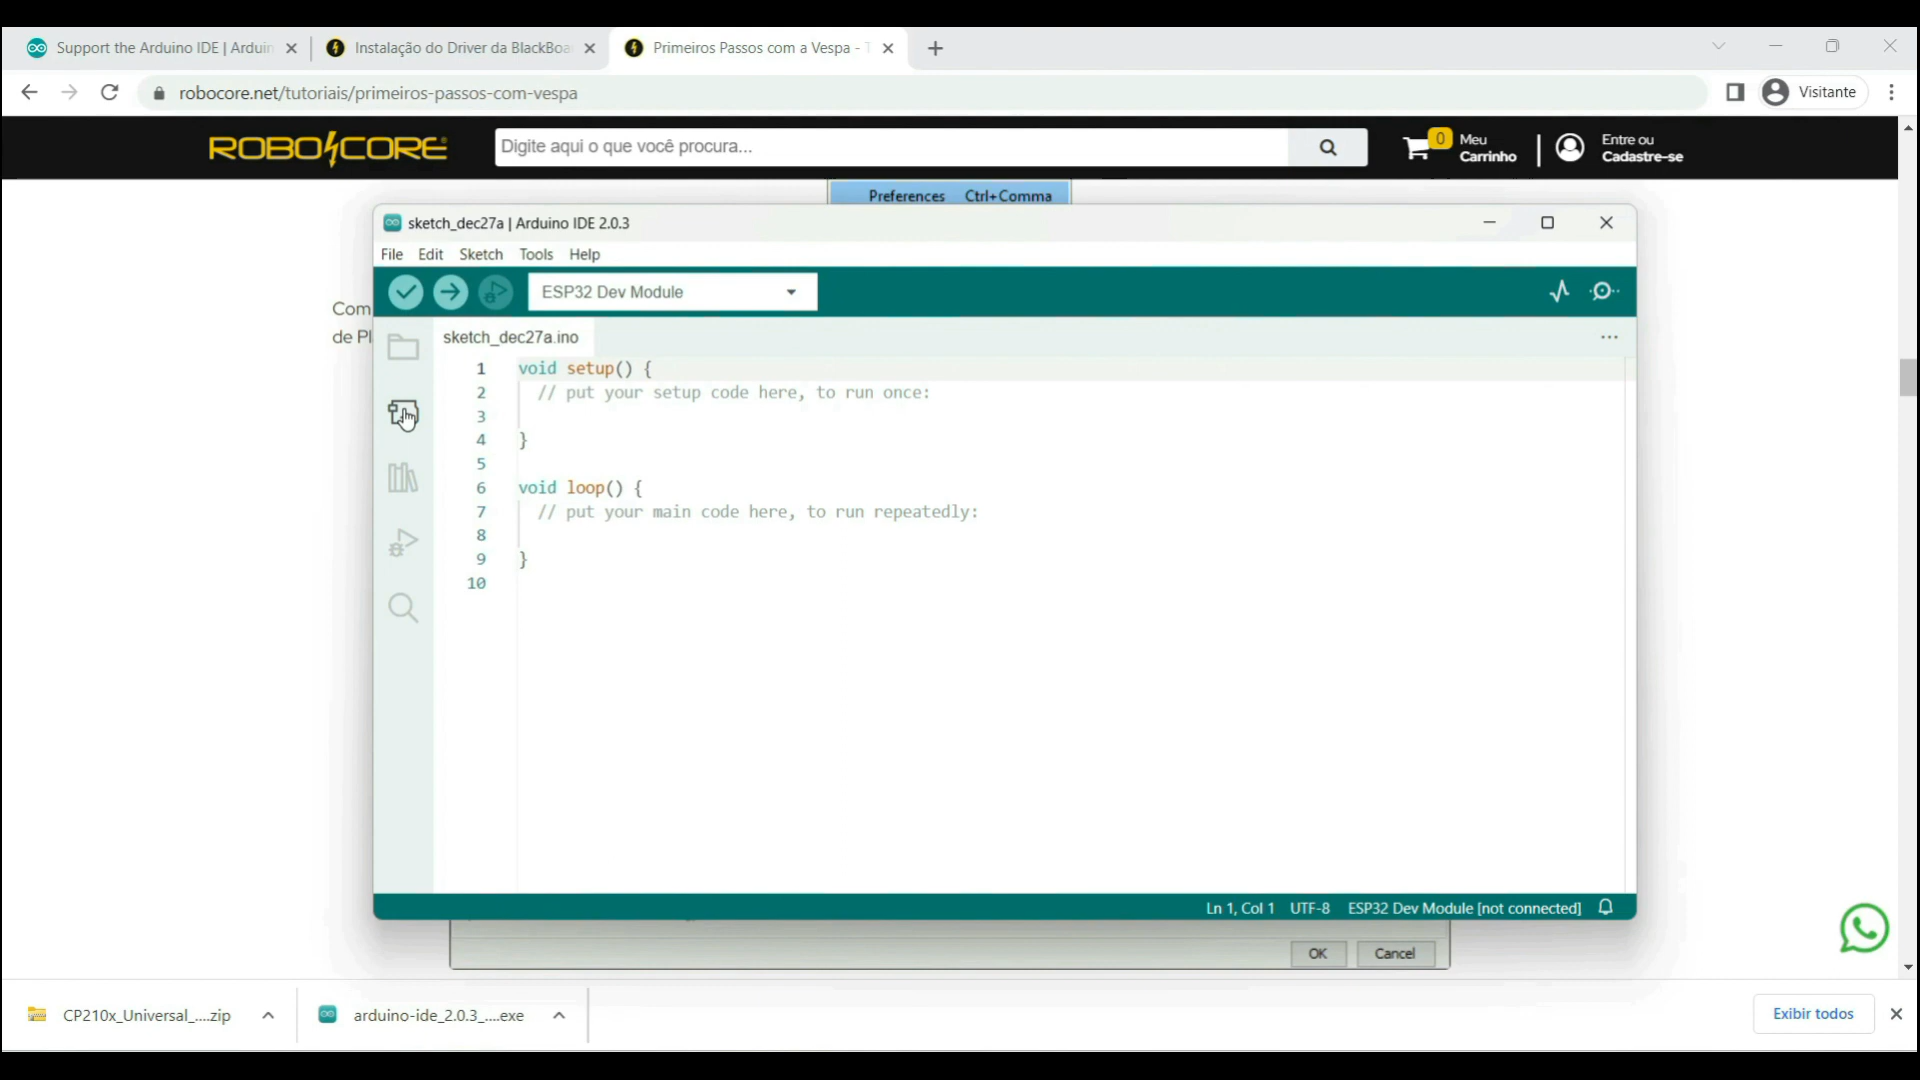 Support the Arduino IDE | Arduin
Instalação do Driver da BlackBoa
Primeiros Passos com a Vespa - T
robocore.net/tutoriais/primeiros-passos-com-vespa
Visitante
ROBOCORE
Digite aqui o que você procura...
0
Meu
Carrinho
Entre ou
Cadastre-se
Preferences Ctrl+Comma
sketch_dec27a | Arduino IDE 2.0.3
File Edit Sketch Tools Help
ESP32 Dev Module
Com
de Pl
sketch_dec27a.ino
1 void setup() {
2 // put your setup code here, to run once:
3
4 }
5
6 void loop() {
7 // put your main code here, to run repeatedly:
8
9 }
10
Ln 1, Col 1 UTF-8 ESP32 Dev Module [not connected]
OK Cancel
CP210x_Universal_....zip
arduino-ide_2.0.3_....exe
Exibir todos